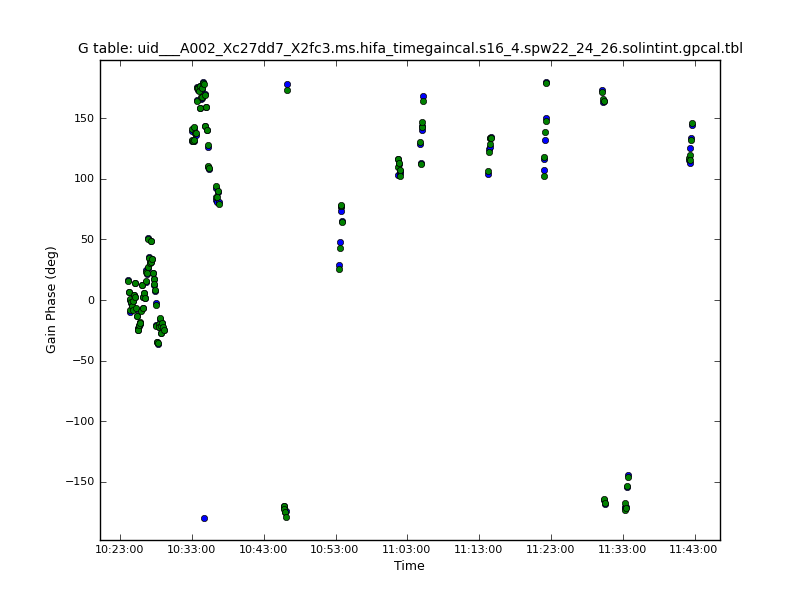 G table: uid___A002_Xc27dd7_X2fc3.ms.hifa_timegaincal.s16_4.spw22_24_26.solintint.gpcal.tbl
Gain Phase (deg)
150
100
50
0
−50
−100
−150
10:23:00 10:33:00 10:43:00 10:53:00 11:03:00 11:13:00 11:23:00 11:33:00 11:43:00
Time